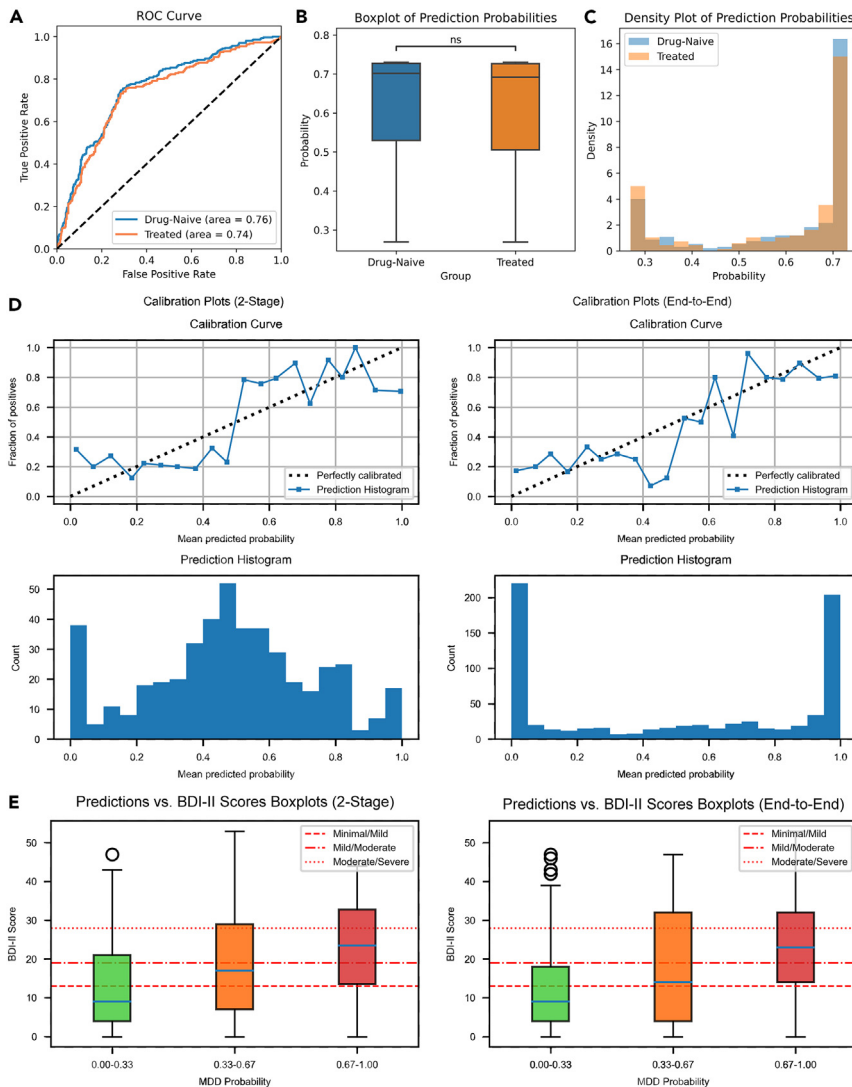 A
ROC Curve
True Positive Rate
1.0
0.8
0.6
0.4
0.2
0.0
0.0 0.2 0.4 0.6 0.8 1.0
False Positive Rate
Drug-Naive (area = 0.76)
Treated (area = 0.74)
B
Boxplot of Prediction Probabilities
ns
Probability
0.8
0.7
0.6
0.5
0.4
0.3
Drug-Naive Treated
Group
C
Density Plot of Prediction Probabilities
Drug-Naive
Treated
Density
16
14
12
10
8
6
4
2
0
0.3 0.4 0.5 0.6 0.7
Probability
D
Calibration Plots (2-Stage)
Calibration Curve
Fraction of positives
1.0
0.8
0.6
0.4
0.2
0.0
Perfectly calibrated
Prediction Histogram
0.0 0.2 0.4 0.6 0.8 1.0
Mean predicted probability
Prediction Histogram
Count
50
40
30
20
10
0
0.0 0.2 0.4 0.6 0.8 1.0
Mean predicted probability
Calibration Plots (End-to-End)
Calibration Curve
Fraction of positives
1.0
0.8
0.6
0.4
0.2
0.0
Perfectly calibrated
Prediction Histogram
0.0 0.2 0.4 0.6 0.8 1.0
Mean predicted probability
Prediction Histogram
Count
200
150
100
50
0
0.0 0.2 0.4 0.6 0.8 1.0
Mean predicted probability
E
Predictions vs. BDI-II Scores Boxplots (2-Stage)
BDI-II Score
50
40
30
20
10
0
Minimal/Mild
Mild/Moderate
Moderate/Severe
0.00-0.33 0.33-0.67 0.67-1.00
MDD Probability
Predictions vs. BDI-II Scores Boxplots (End-to-End)
BDI-II Score
50
40
30
20
10
0
Minimal/Mild
Mild/Moderate
Moderate/Severe
0.00-0.33 0.33-0.67 0.67-1.00
MDD Probability